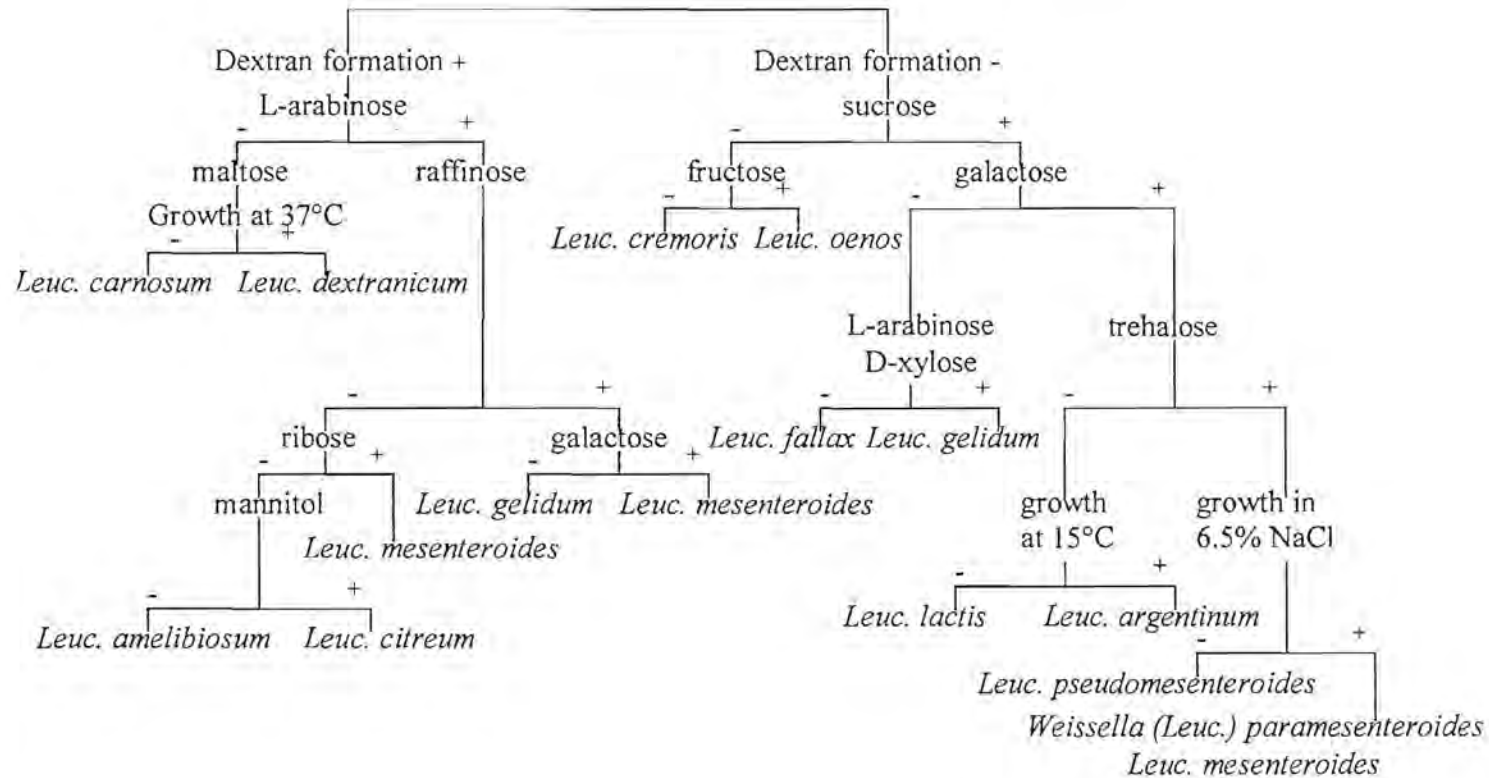 Dextran formation + Dextran formation -
L-arabinose sucrose
- + - +
maltose raffinose fructose galactose
- + - +
Growth at 37°C
- +
Leuc. cremoris Leuc. oenos
Leuc. carnosum Leuc. dextranicum
L-arabinose trehalose
D-xylose
- + - + - +
ribose galactose Leuc. fallax Leuc. gelidum
- + - +
mannitol Leuc. gelidum Leuc. mesenteroides growth growth in
Leuc. mesenteroides at 15°C 6.5% NaCl
- + - +
Leuc. amelibiosum Leuc. citreum Leuc. lactis Leuc. argentinum
- +
Leuc. pseudomesenteroides
Weissella (Leuc.) paramesenteroides
Leuc. mesenteroides